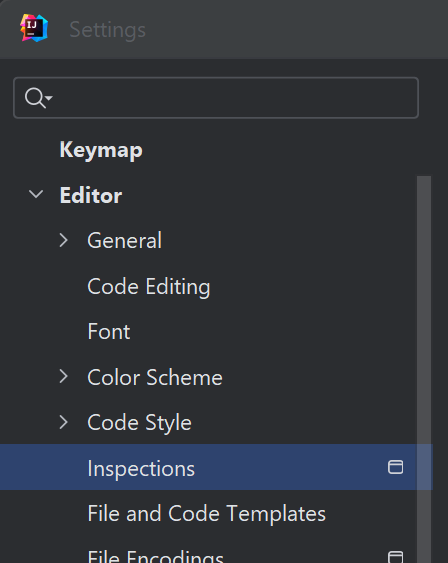 IJ
Settings
Keymap
Editor
General
Code Editing
Font
Color Scheme
Code Style
Inspections
File and Code Templates
File Encodings